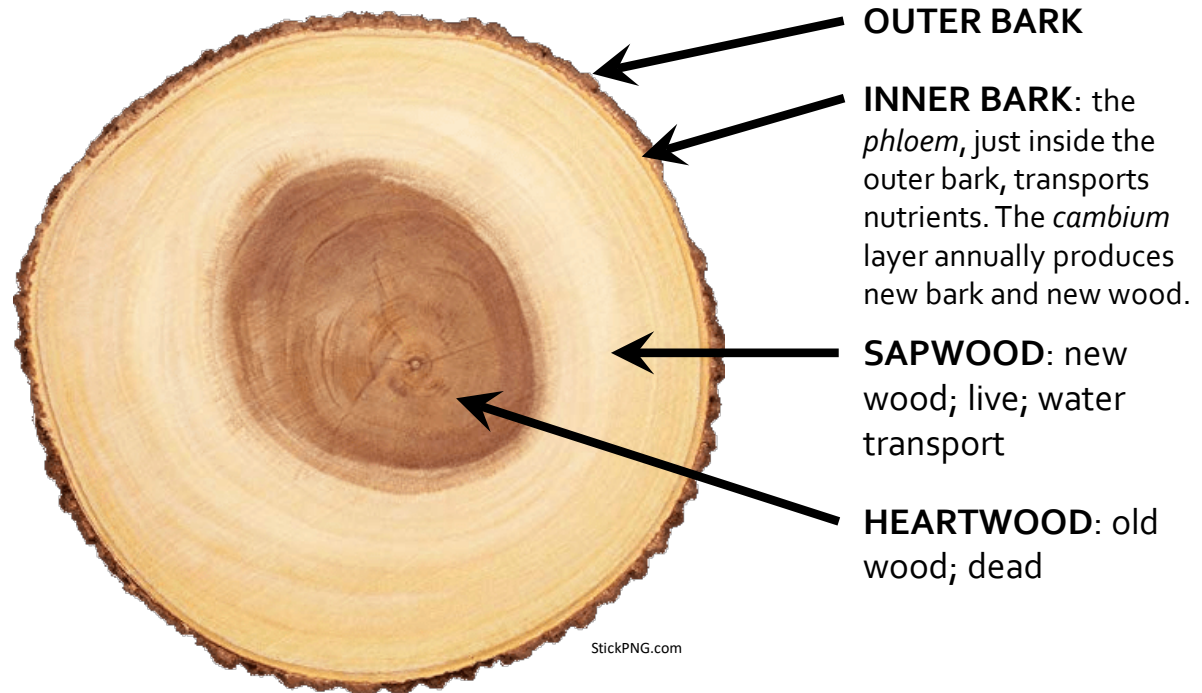 OUTER BARK
INNER BARK: the
phloem, just inside the
outer bark, transports
nutrients. The cambium
layer annually produces
new bark and new wood.
SAPWOOD: new
wood; live; water
transport
HEARTWOOD: old
wood; dead
StickPNG.com